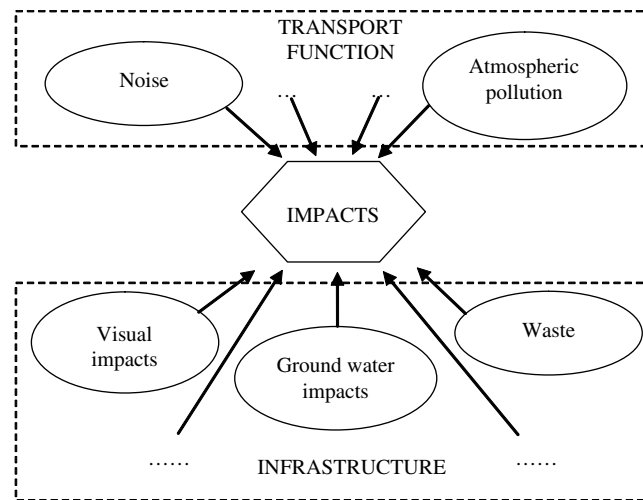 TRANSPORT
FUNCTION
Noise
Atmospheric
pollution
... ...
IMPACTS
Visual
impacts
Ground water
impacts
Waste
...... ......
INFRASTRUCTURE